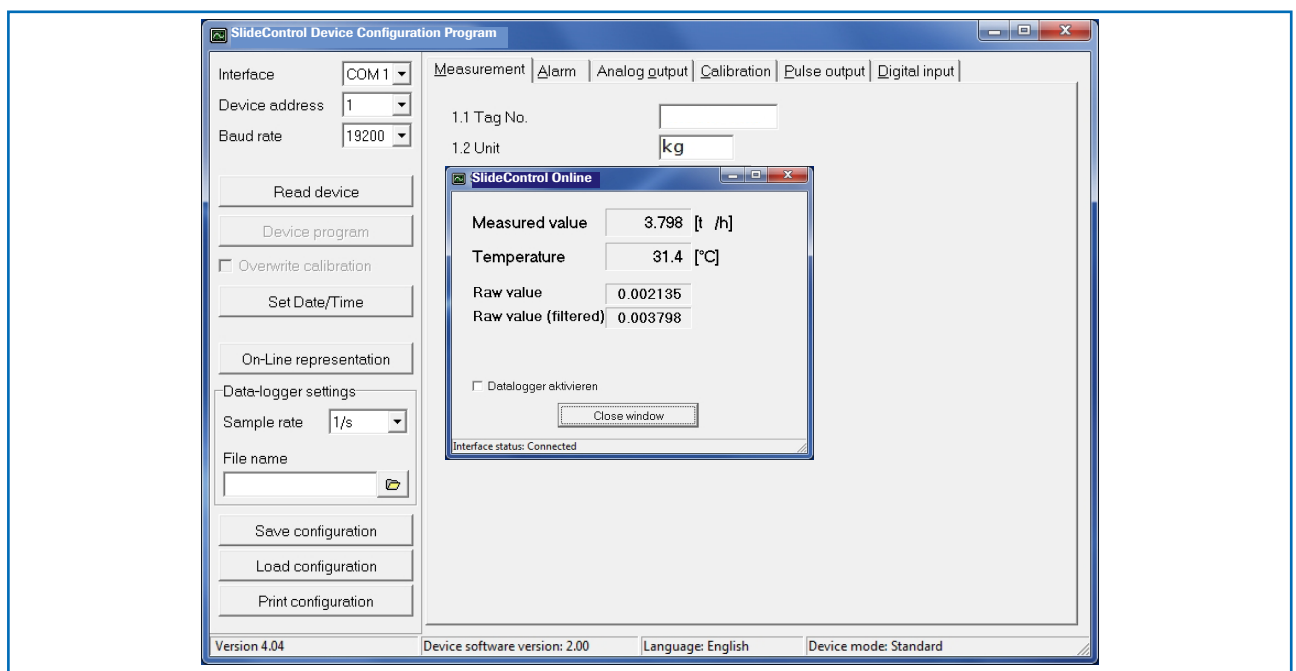 SlideControl Device Configuration Program
Interface COM 1
Device address 1
Baud rate 19200
Read device
Device program
Overwrite calibration
Set Date/Time
On-Line representation
Data-logger settings
Sample rate 1/s
File name
Save configuration
Load configuration
Print configuration
Measurement Alarm Analog output Calibration Pulse output Digital input
1.1 Tag No.
1.2 Unit kg
SlideControl Online
Measured value 3.798 [t /h]
Temperature 31.4 [°C]
Raw value 0.002135
Raw value (filtered) 0.003798
Datalogger aktivieren
Close window
Interface status: Connected
Version 4.04 Device software version: 2.00 Language: English Device mode: Standard